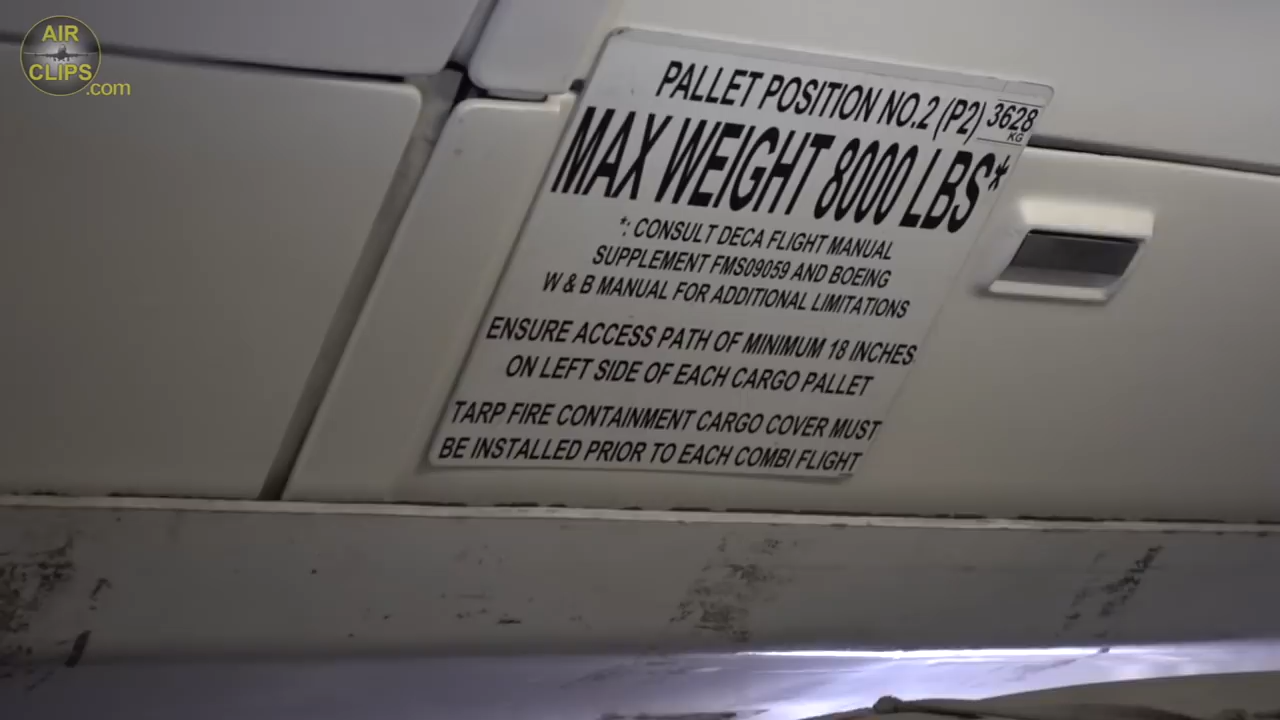 AIR
CLIPS
.com
PALLET POSITION NO.2 (P2) 3628
KG
MAX WEIGHT 8000 LBS*
*: CONSULT DECA FLIGHT MANUAL
SUPPLEMENT FMS09059 AND BOEING
W & B MANUAL FOR ADDITIONAL LIMITATIONS
ENSURE ACCESS PATH OF MINIMUM 18 INCHES
ON LEFT SIDE OF EACH CARGO PALLET
TARP FIRE CONTAINMENT CARGO COVER MUST
BE INSTALLED PRIOR TO EACH COMBI FLIGHT